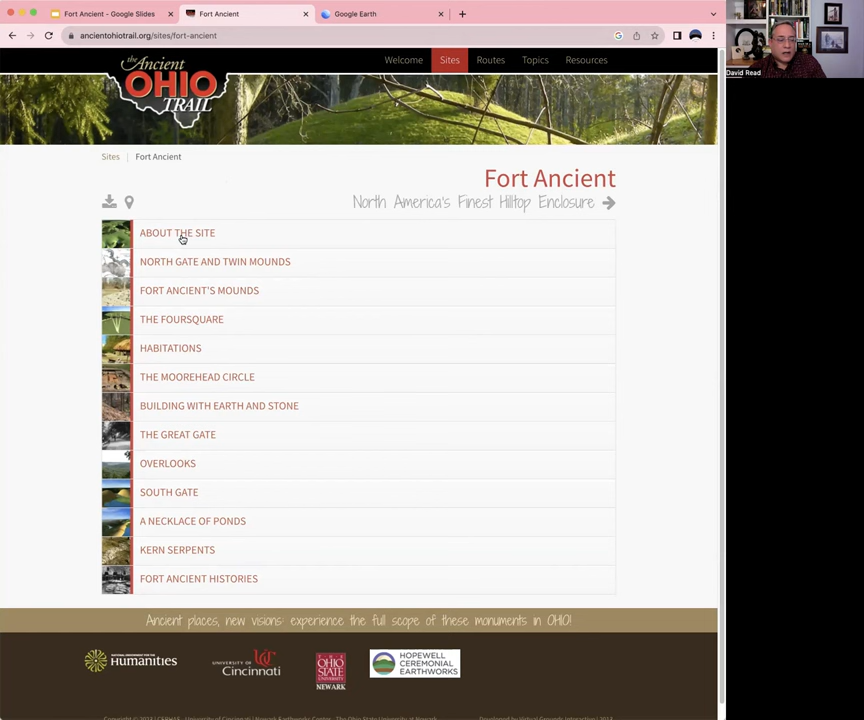 Fort Ancient - Google Slides
Fort Ancient
Google Earth
ancientohiotrail.org/sites/fort-ancient
David Read
the Ancient
OHIO
TRAIL
Welcome
Sites
Routes
Topics
Resources
Sites | Fort Ancient
Fort Ancient
North America's Finest Hilltop Enclosure
ABOUT THE SITE
NORTH GATE AND TWIN MOUNDS
FORT ANCIENT'S MOUNDS
THE FOURSQUARE
HABITATIONS
THE MOOREHEAD CIRCLE
BUILDING WITH EARTH AND STONE
THE GREAT GATE
OVERLOOKS
SOUTH GATE
A NECKLACE OF PONDS
KERN SERPENTS
FORT ANCIENT HISTORIES
Ancient places, new visions: experience the full scope of these monuments in OHIO!
NATIONAL ENDOWMENT FOR THE
Humanities
UNIVERSITY OF
Cincinnati
OHIO
STATE
NEWARK
HOPEWELL
CEREMONIAL
EARTHWORKS